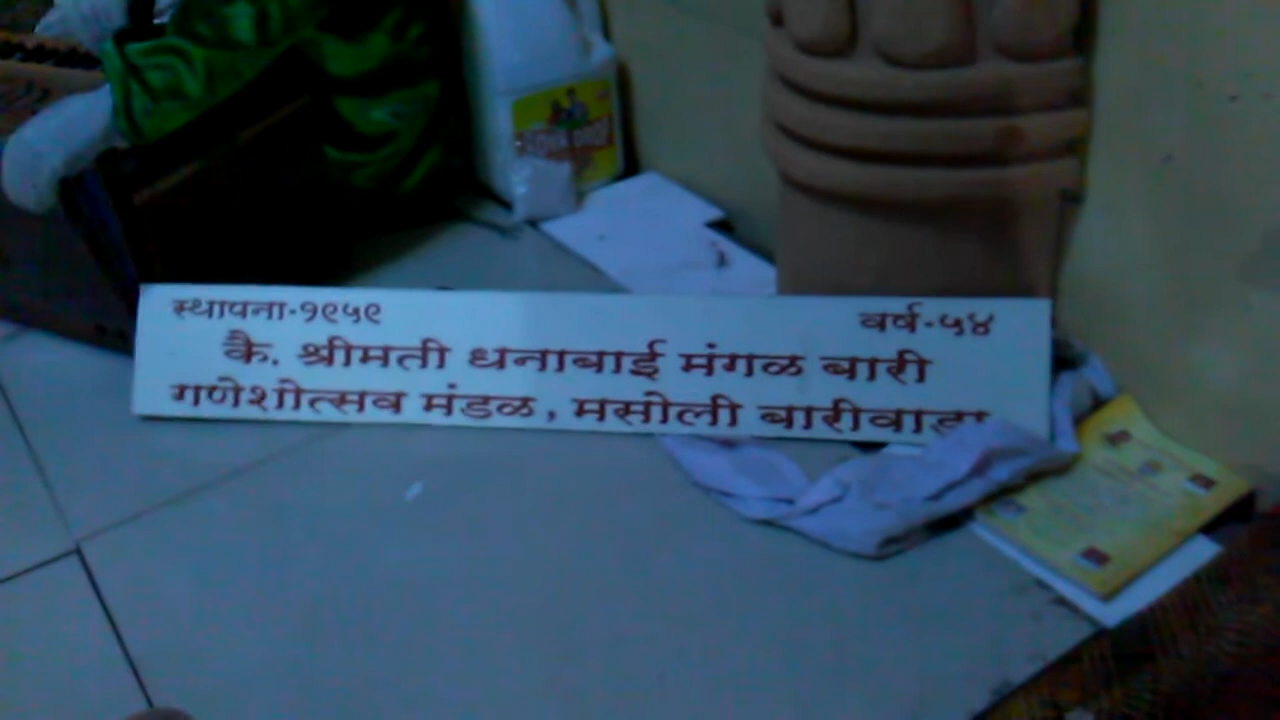 स्थापना-१९५९ वर्ष-५४
कै. श्रीमती धनाबाई मंगळ बारी
गणेशोत्सव मंडळ, मसोली बारीवाडा